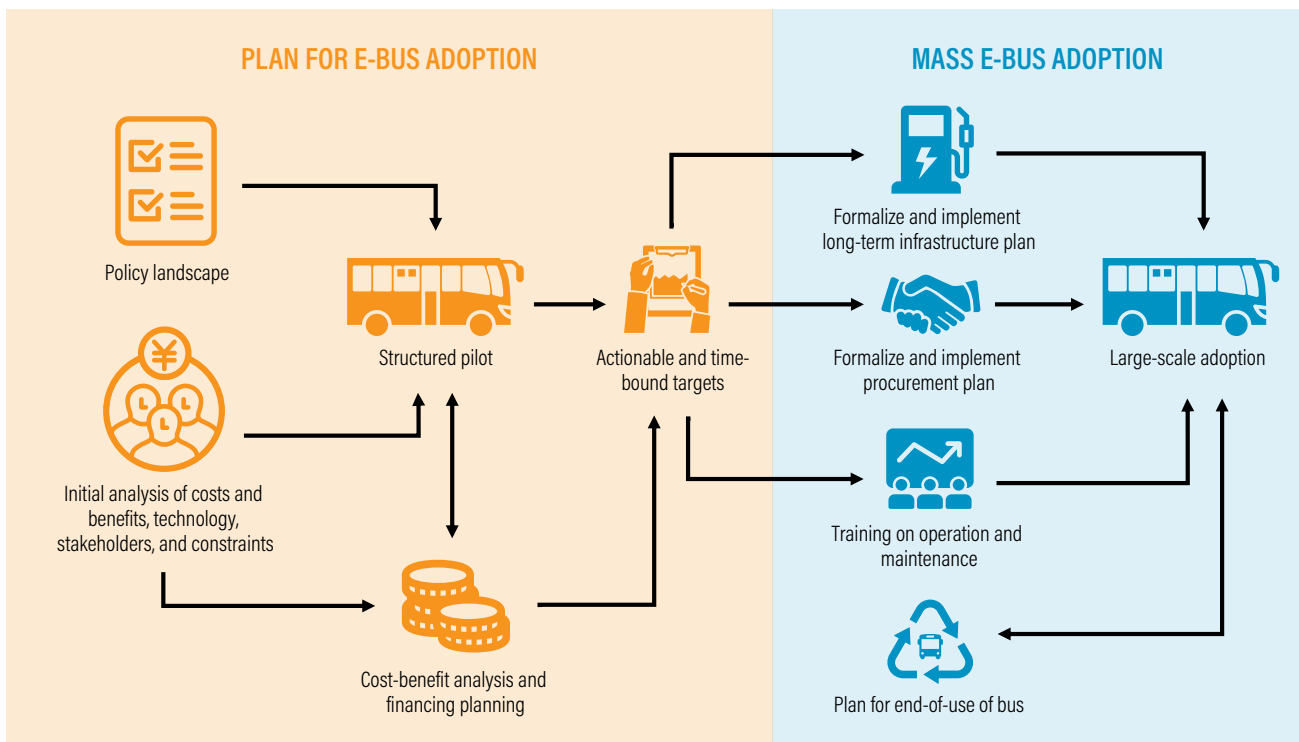 PLAN FOR E-BUS ADOPTION
Policy landscape
Structured pilot
Actionable and time-
bound targets
¥
Initial analysis of costs and
benefits, technology,
stakeholders, and constraints
Cost-benefit analysis and
financing planning
MASS E-BUS ADOPTION
Formalize and implement
long-term infrastructure plan
Formalize and implement
procurement plan
Large-scale adoption
Training on operation and
maintenance
Plan for end-of-use of bus